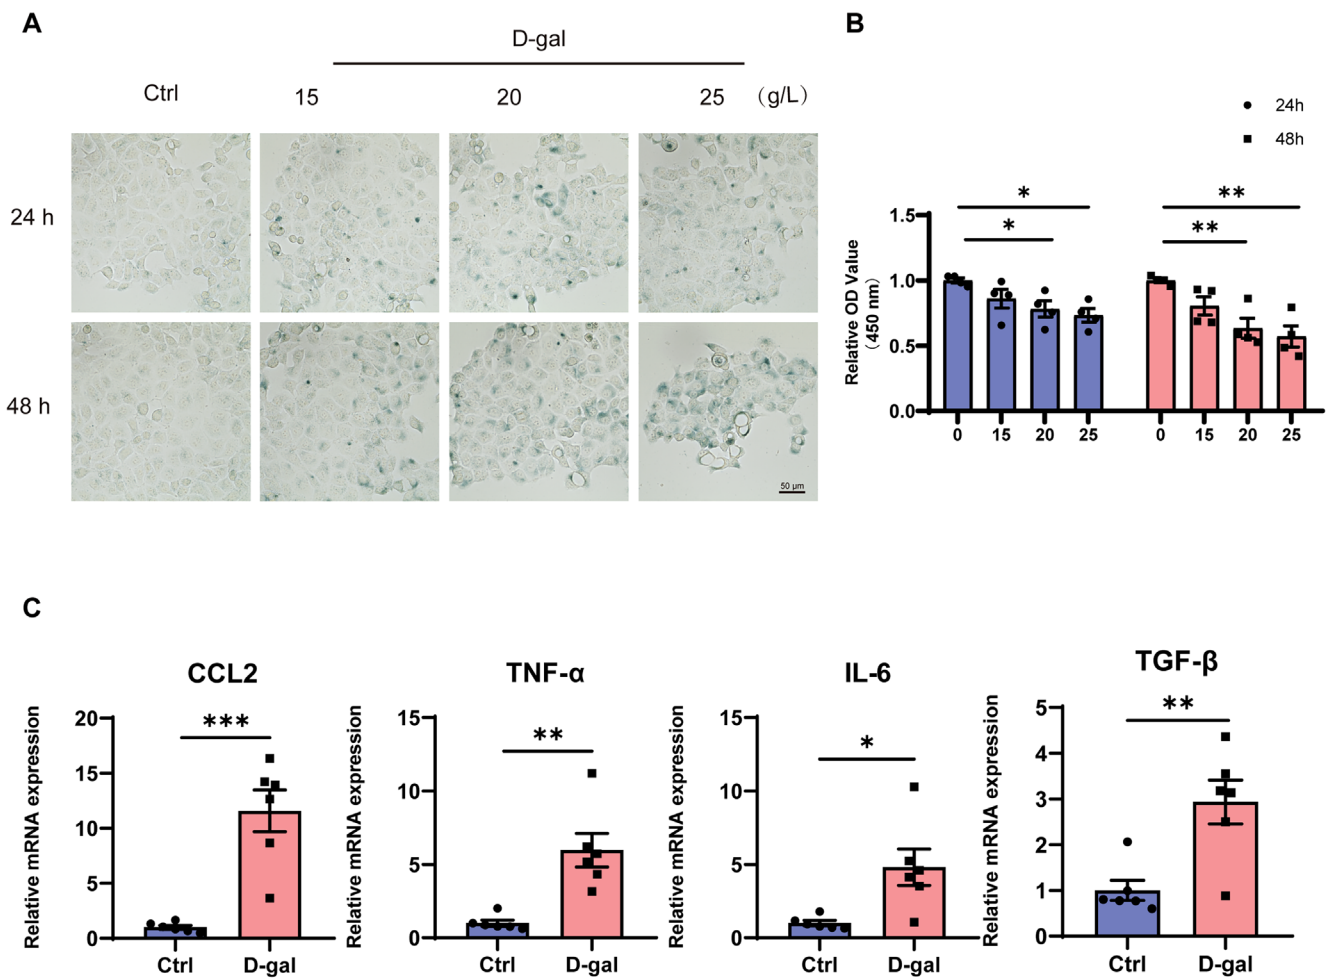 A
D-gal
Ctrl 15 20 25 (g/L)
24 h
48 h
50 μm
B
24h
48h
* **
* **
Relative OD Value
(450 nm)
1.5
1.0
0.5
0.0
0 15 20 25 0 15 20 25
C
CCL2
***
Relative mRNA expression
20
15
10
5
0
Ctrl D-gal
TNF-α
**
Relative mRNA expression
15
10
5
0
Ctrl D-gal
IL-6
*
Relative mRNA expression
15
10
5
0
Ctrl D-gal
TGF-β
**
Relative mRNA expression
5
4
3
2
1
0
Ctrl D-gal